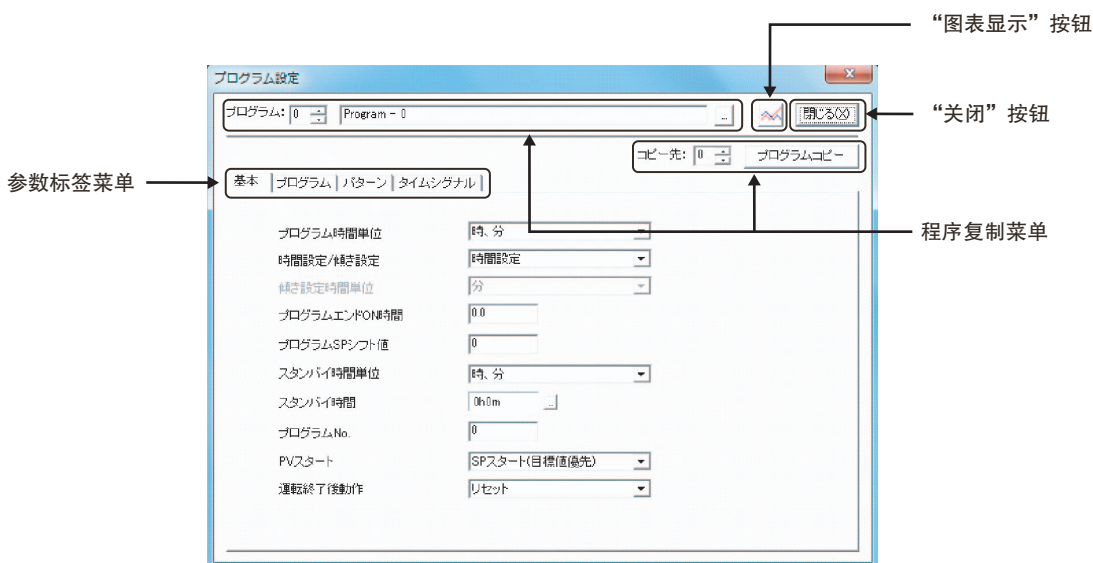 “图表显示”按钮
プログラム設定
プログラム: 0 Program - 0 ... 閉じる(X)
“关闭”按钮
コピー先: 0 プログラムコピー
参数标签菜单
基本 プログラム パターン タイムシグナル
程序复制菜单
プログラム時間単位 時、分
時間設定/傾き設定 時間設定
傾き設定時間単位 分
プログラムエンドON時間 0.0
プログラムSPシフト値 0
スタンバイ時間単位 時、分
スタンバイ時間 0h0m ...
プログラムNo. 0
PVスタート SPスタート(目標値優先)
運転終了後動作 リセット